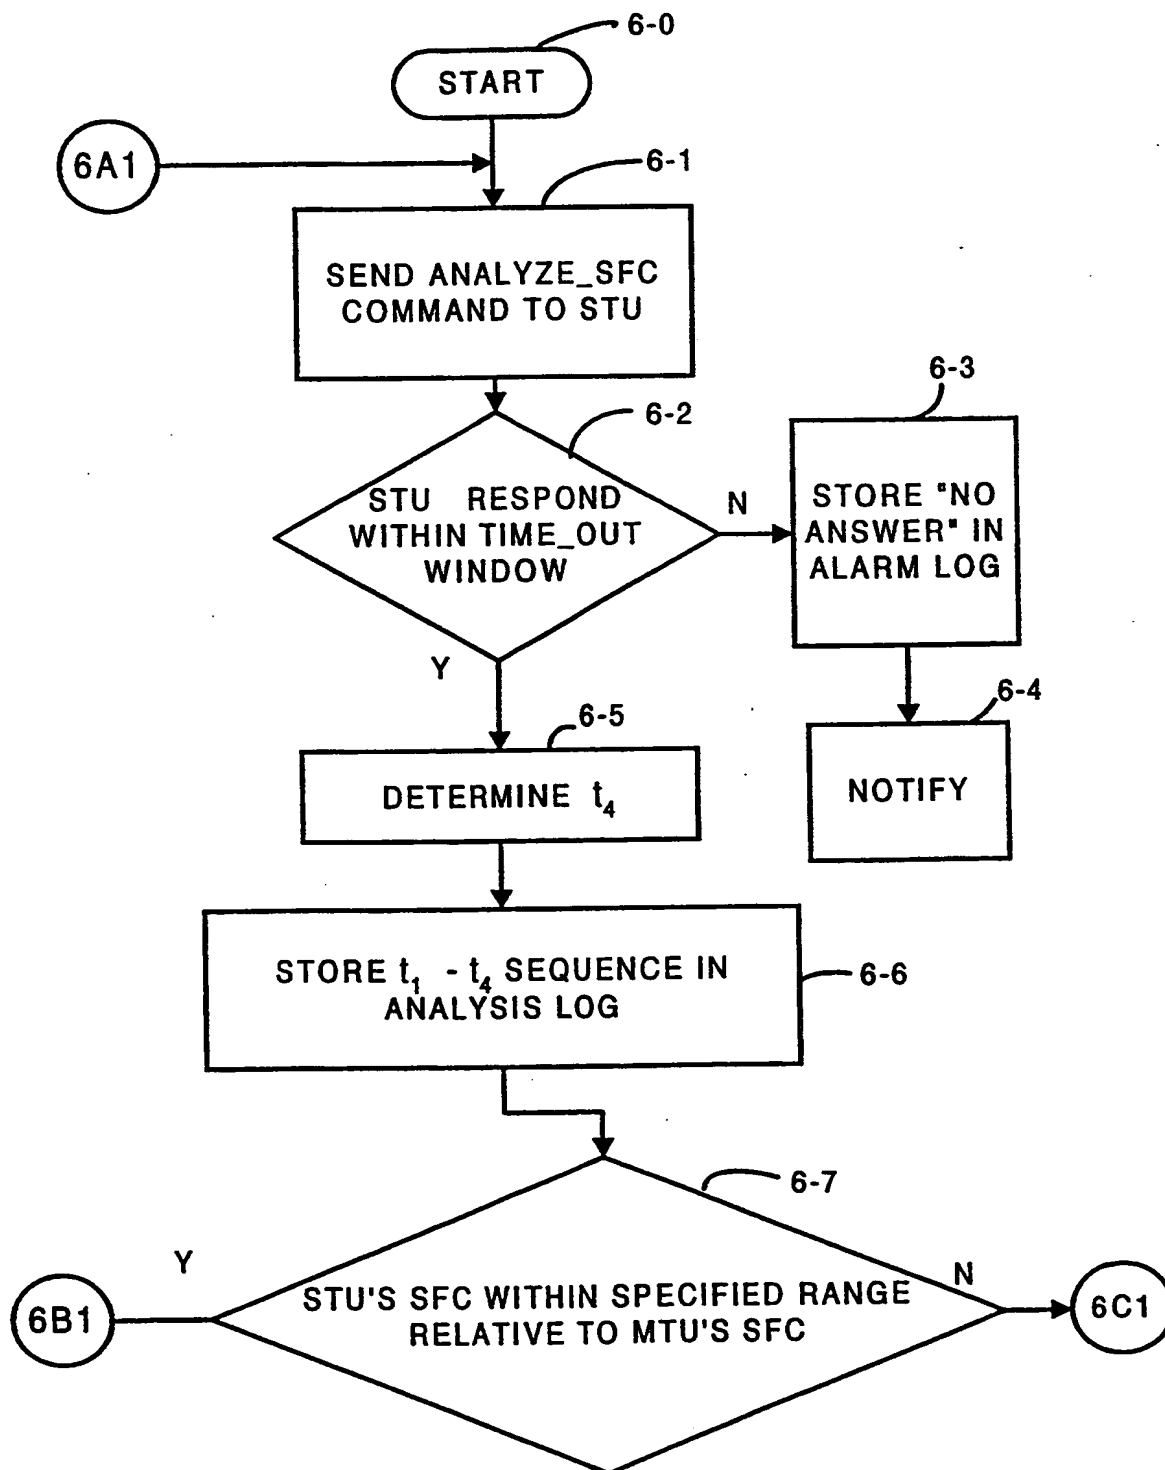 6-0
START
6A1
6-1
SEND ANALYZE_SFC
COMMAND TO STU
6-2
STU RESPOND
WITHIN TIME_OUT
WINDOW
N
6-3
STORE "NO
ANSWER" IN
ALARM LOG
Y
6-4
NOTIFY
6-5
DETERMINE t₄
STORE t₁ - t₄ SEQUENCE IN
ANALYSIS LOG
6-6
6-7
Y
N
6B1
STU'S SFC WITHIN SPECIFIED RANGE
RELATIVE TO MTU'S SFC
6C1